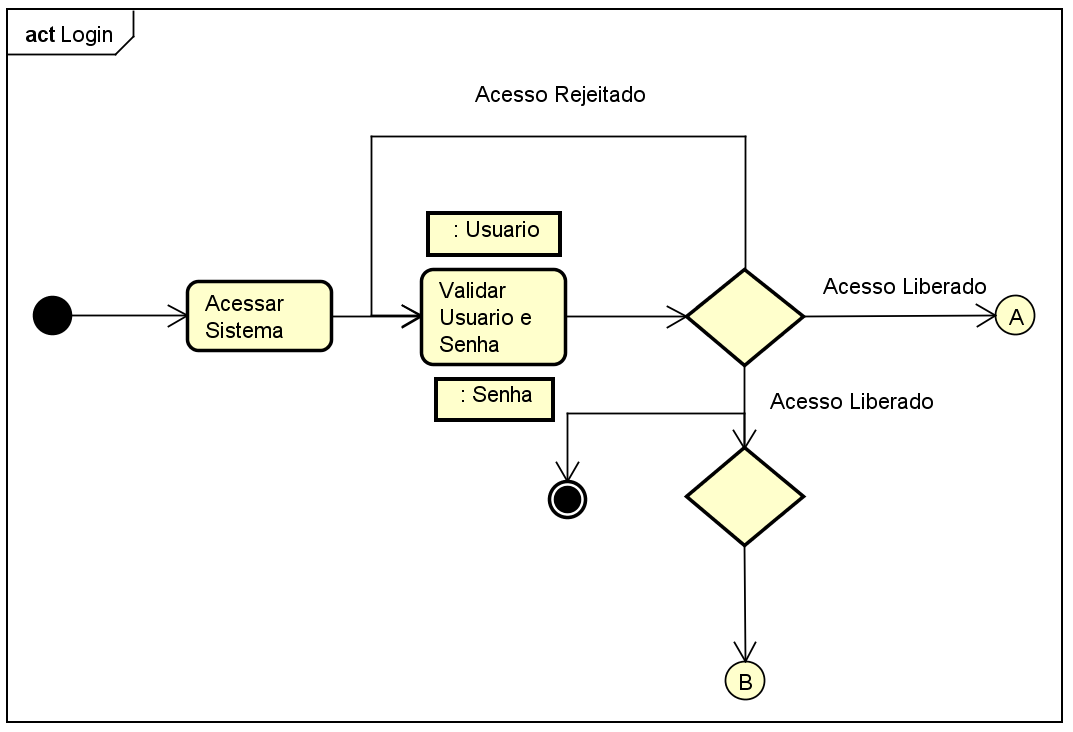 act Login
Acesso Rejeitado
: Usuario
Acessar
Sistema
Validar
Usuario e
Senha
Acesso Liberado
A
: Senha
Acesso Liberado
B